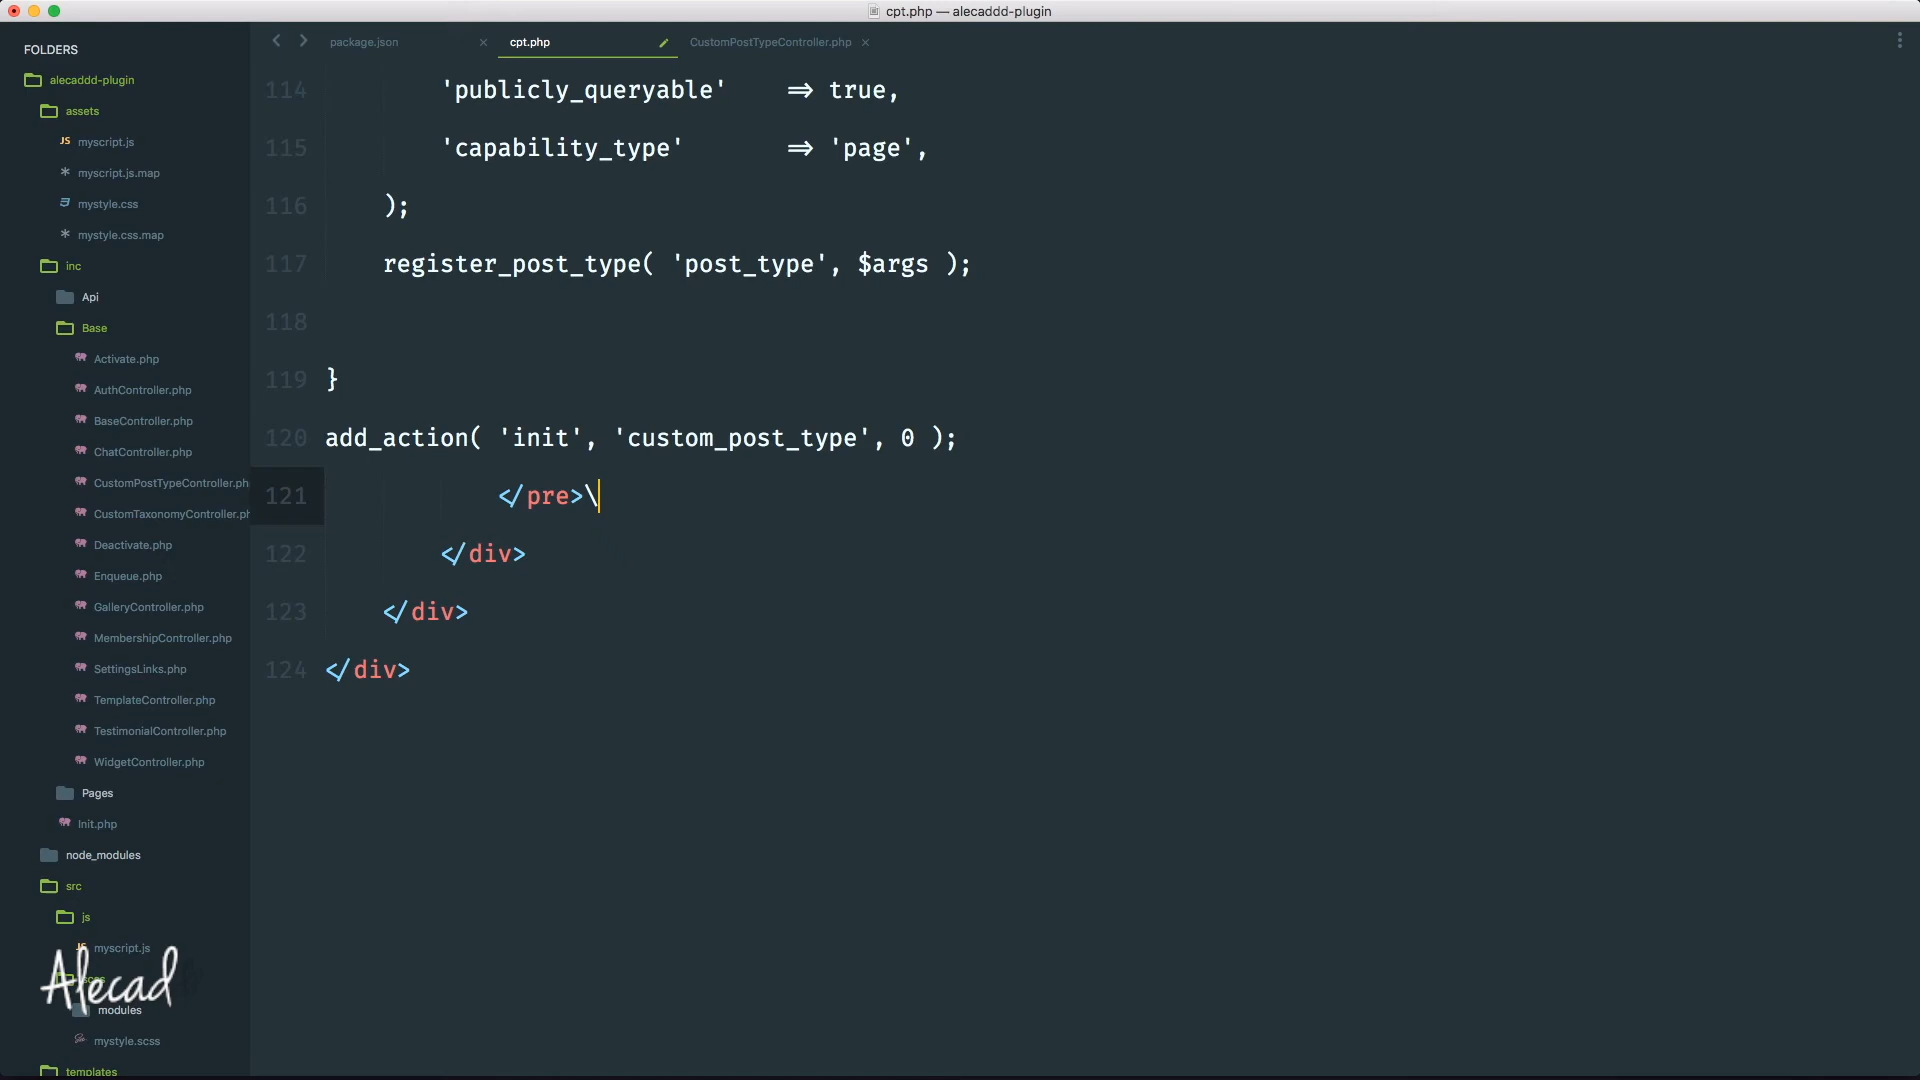 cpt.php — alecaddd-plugin
FOLDERS
alecaddd-plugin
assets
myscript.js
myscript.js.map
mystyle.css
mystyle.css.map
inc
Api
Base
Activate.php
AuthController.php
BaseController.php
ChatController.php
CustomPostTypeController.ph
CustomTaxonomyController.ph
Deactivate.php
Enqueue.php
GalleryController.php
MembershipController.php
SettingsLinks.php
TemplateController.php
TestimonialController.php
WidgetController.php
Pages
Init.php
node_modules
src
js
JS myscript.js
modules
mystyle.scss
templates
Alecad
package.json
cpt.php
CustomPostTypeController.php
114 'publicly_queryable' => true,
115 'capability_type' => 'page',
116 );
117 register_post_type( 'post_type', $args );
118
119 }
120 add_action( 'init', 'custom_post_type', 0 );
121 </pre>\
122 </div>
123 </div>
124 </div>